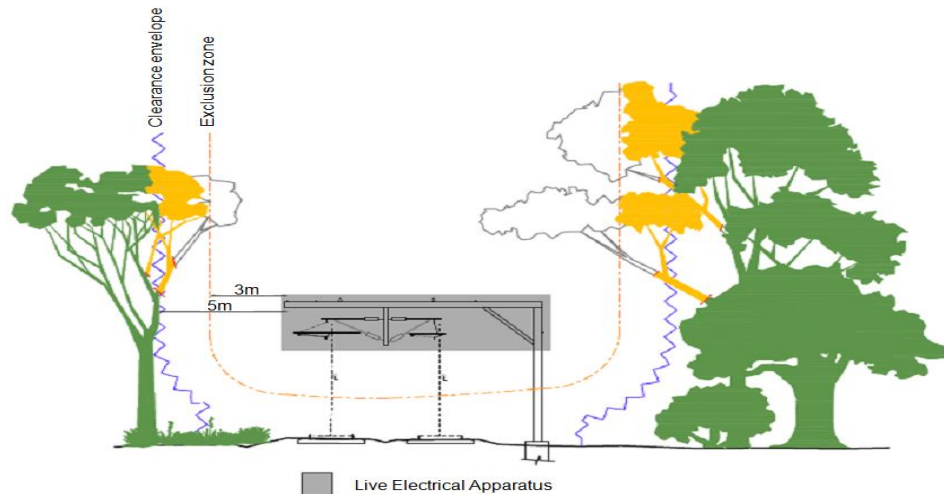 Clearance envelope
Exclusion zone
3m
5m
Live Electrical Apparatus